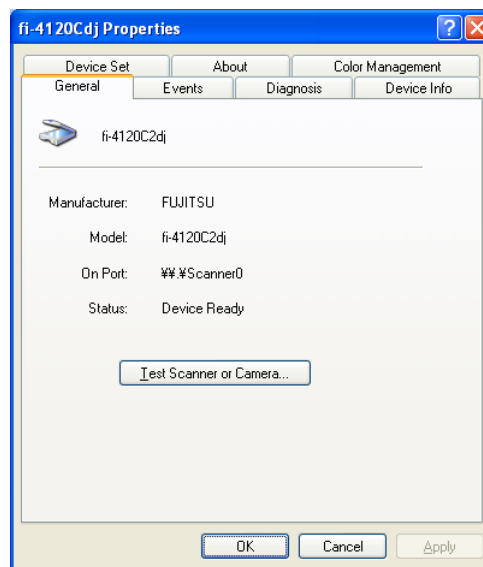 fi-4120Cdj Properties
?
Device Set About Color Management
General Events Diagnosis Device Info
fi-4120C2dj
Manufacturer: FUJITSU
Model: fi-4120C2dj
On Port: ¥¥.¥Scanner0
Status: Device Ready
Test Scanner or Camera...
OK Cancel Apply